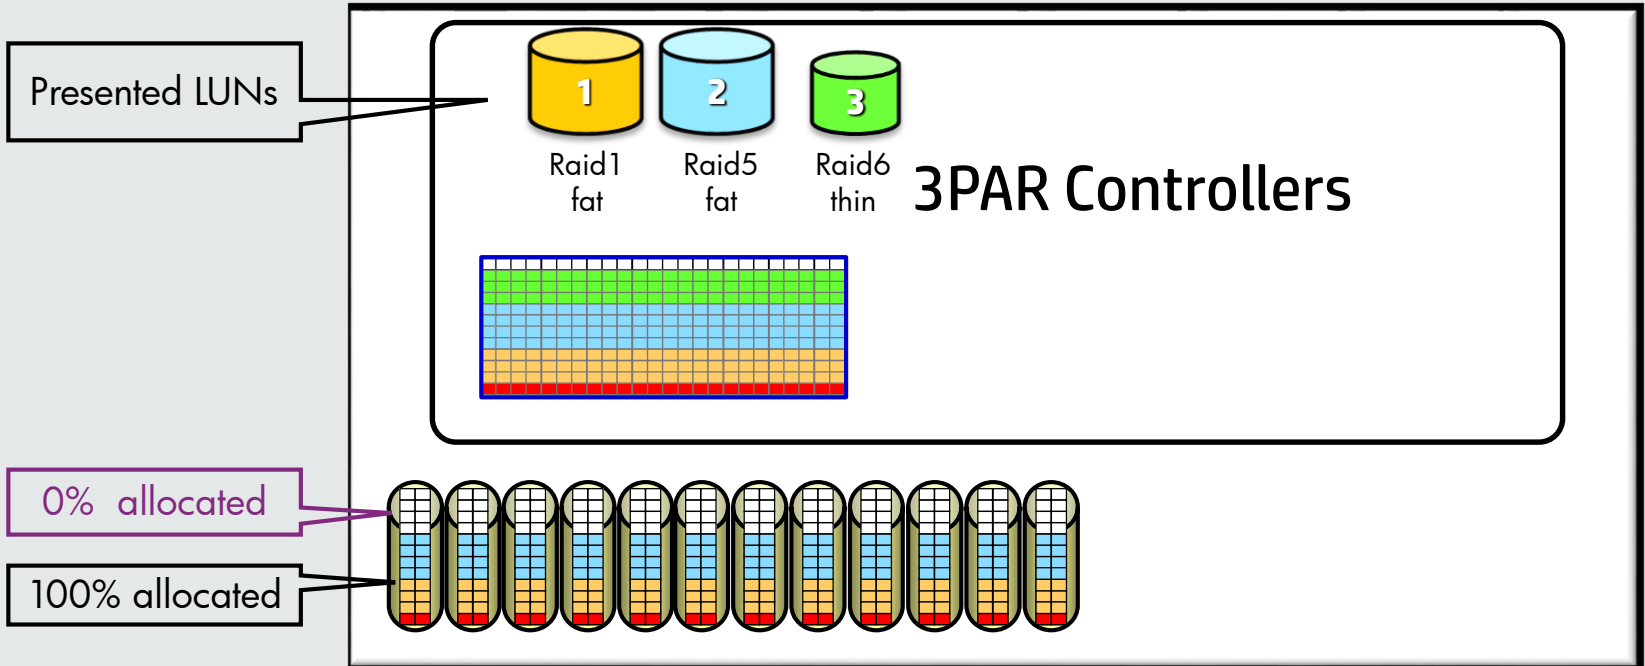 Presented LUNs
1
2
3
Raid1
fat
Raid5
fat
Raid6
thin
3PAR Controllers
0% allocated
100% allocated